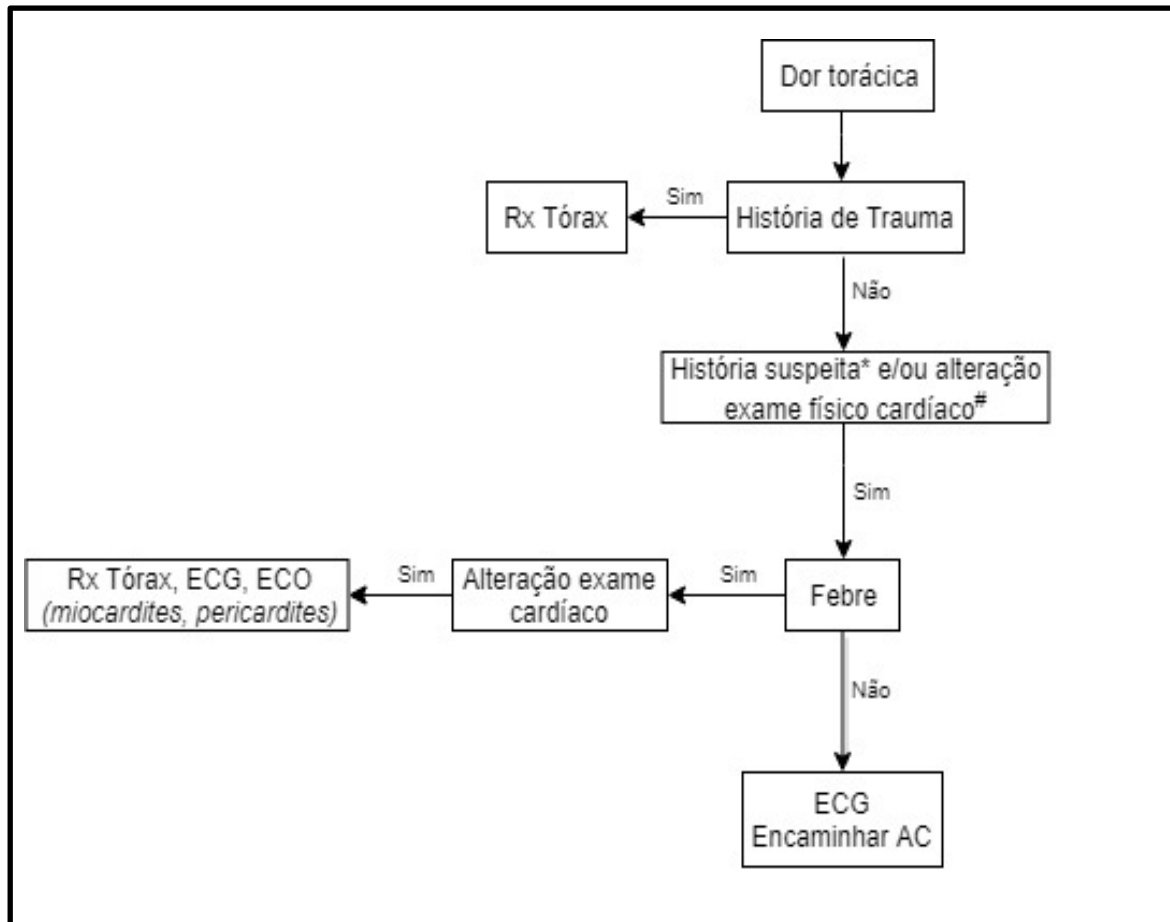 Dor torácica
Sim
Rx Tórax
História de Trauma
Não
História suspeita* e/ou alteração
exame físico cardíaco#
Sim
Rx Tórax, ECG, ECO
(miocardites, pericardites)
Sim
Alteração exame
cardíaco
Sim
Febre
Não
ECG
Encaminhar AC